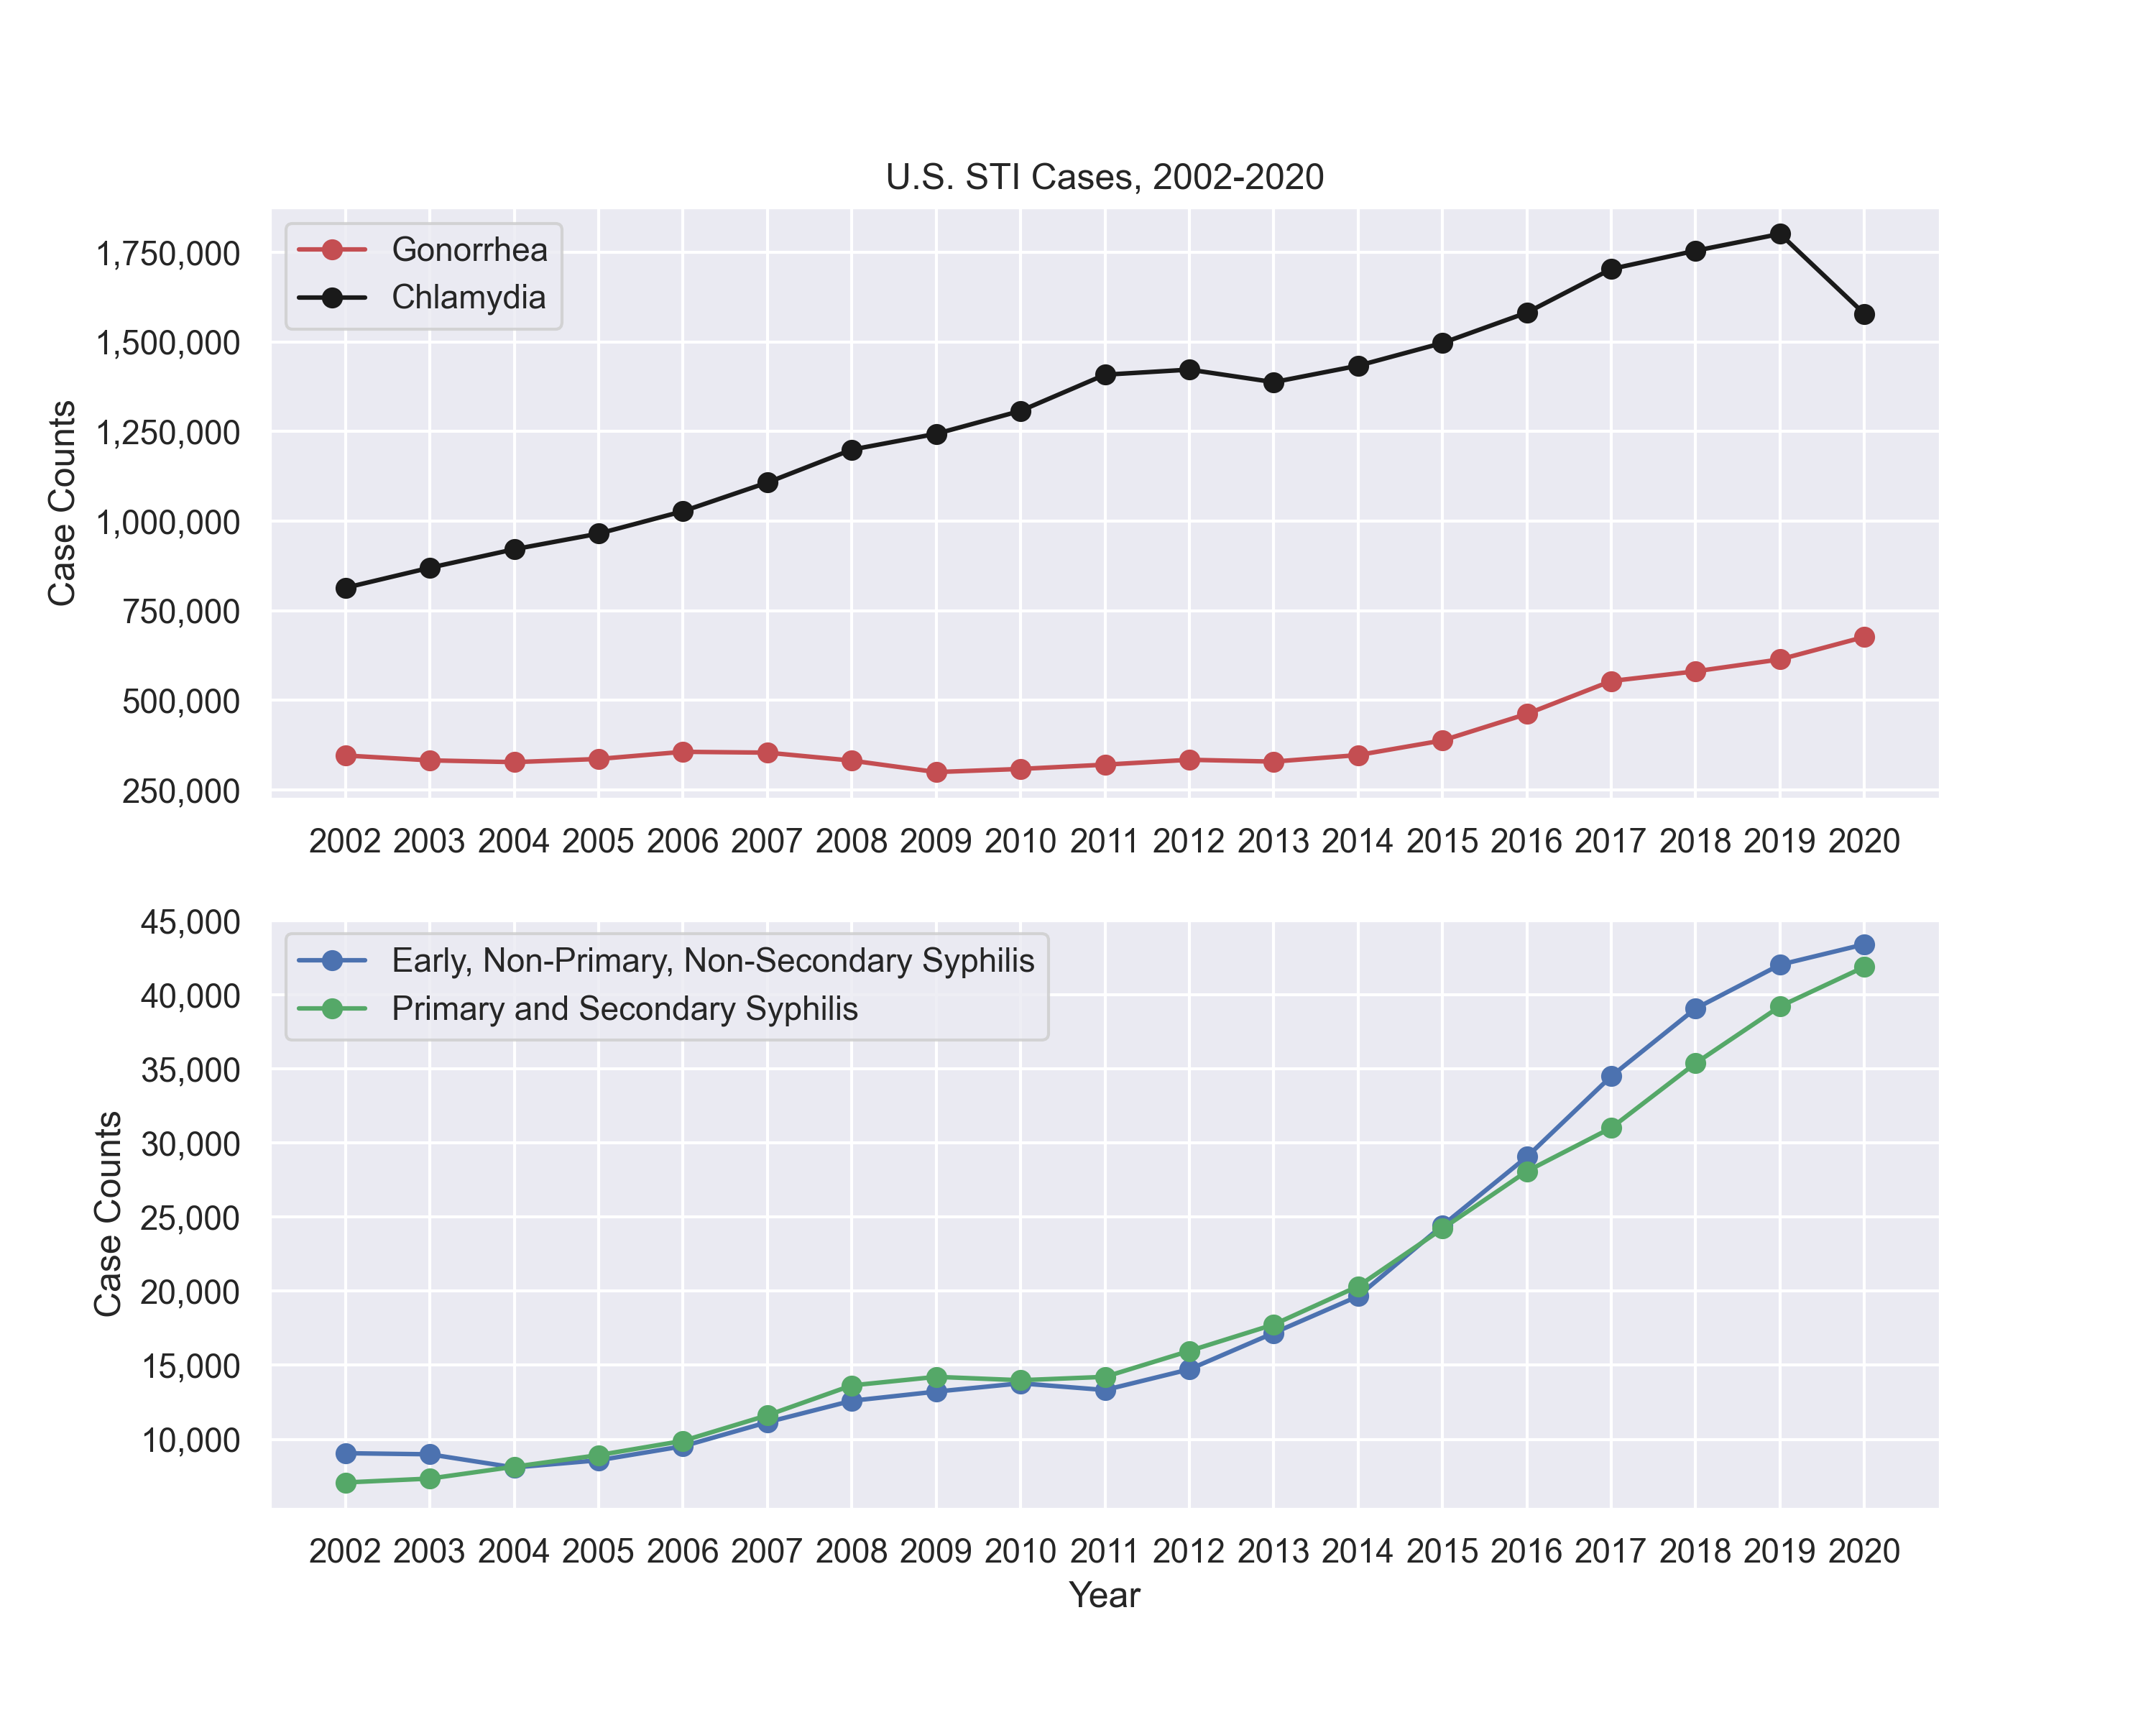 U.S. STI Cases, 2002-2020
Gonorrhea
Chlamydia
1,750,000
1,500,000
1,250,000
1,000,000
750,000
500,000
250,000
Case Counts
2002 2003 2004 2005 2006 2007 2008 2009 2010 2011 2012 2013 2014 2015 2016 2017 2018 2019 2020
Early, Non-Primary, Non-Secondary Syphilis
Primary and Secondary Syphilis
45,000
40,000
35,000
30,000
25,000
20,000
15,000
10,000
Case Counts
2002 2003 2004 2005 2006 2007 2008 2009 2010 2011 2012 2013 2014 2015 2016 2017 2018 2019 2020
Year